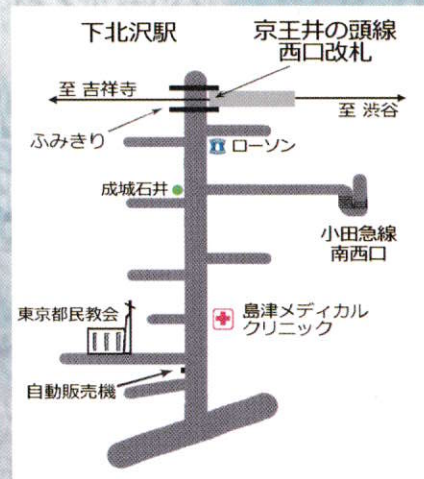 下北沢駅
京王井の頭線
西口改札
至 吉祥寺
至 渋谷
ふみきり
ローソン
成城石井
小田急線
南西口
東京都民教会
島津メディカル
クリニック
自動販売機